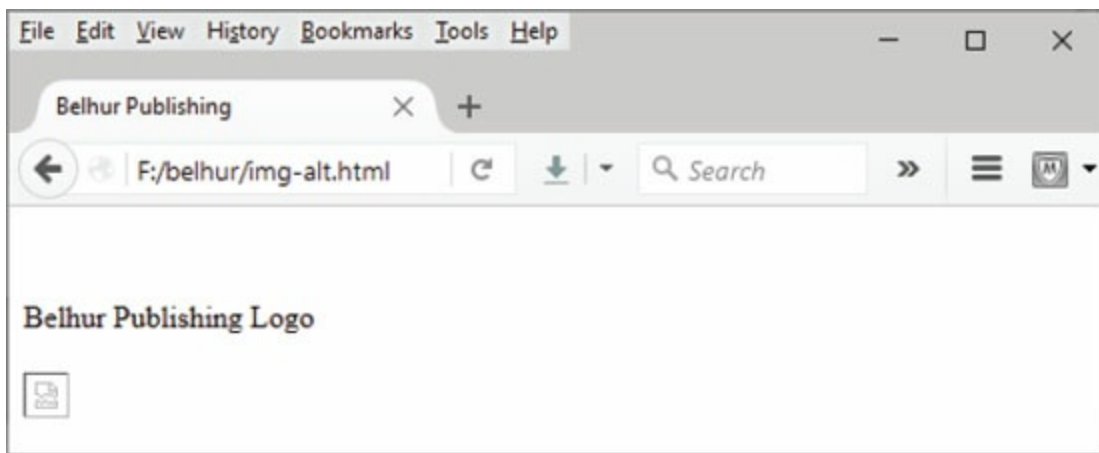 File Edit View History Bookmarks Tools Help
Belhur Publishing
F:/belhur/img-alt.html Search
Belhur Publishing Logo